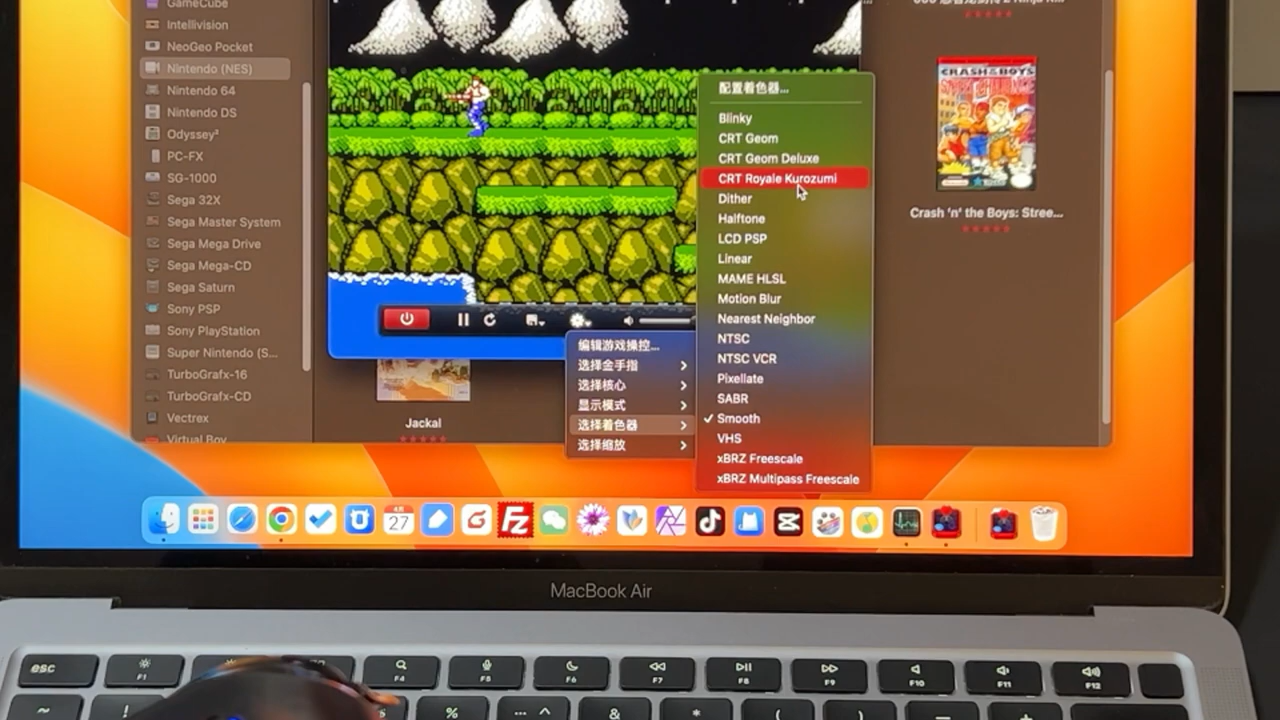 GameCube
Intellivision
NeoGeo Pocket
Nintendo (NES)
Nintendo 64
Nintendo DS
Odyssey²
PC-FX
SG-1000
Sega 32X
Sega Master System
Sega Mega Drive
Sega Mega-CD
Sega Saturn
Sony PSP
Sony PlayStation
Super Nintendo (S...
TurboGrafx-16
TurboGrafx-CD
Vectrex
Virtual Boy
Jackal
编辑游戏操控...
选择金手指
选择核心
显示模式
选择着色器
选择缩放
配置着色器...
Blinky
CRT Geom
CRT Geom Deluxe
CRT Royale Kurozumi
Dither
Halftone
LCD PSP
Linear
MAME HLSL
Motion Blur
Nearest Neighbor
NTSC
NTSC VCR
Pixellate
SABR
✓ Smooth
VHS
xBRZ Freescale
xBRZ Multipass Freescale
CRASH & THE BOYS
Crash 'n' the Boys: Stree...
4月
27
Fz
MacBook Air
esc
F1
F4
F5
F6
F7
F8
F9
F10
F11
F12
~
!
%
^
&
*
(
)